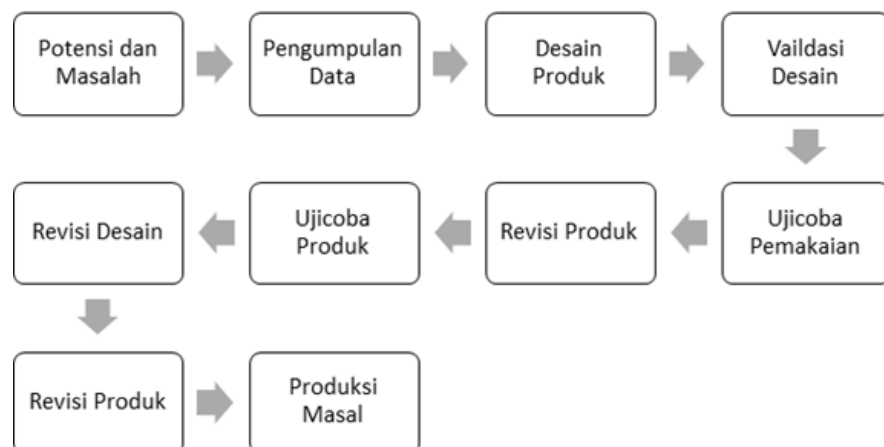 Potensi dan
Masalah
Pengumpulan
Data
Desain
Produk
Vaildasi
Desain
Ujicoba
Pemakaian
Revisi Produk
Ujicoba
Produk
Revisi Desain
Revisi Produk
Produksi
Masal